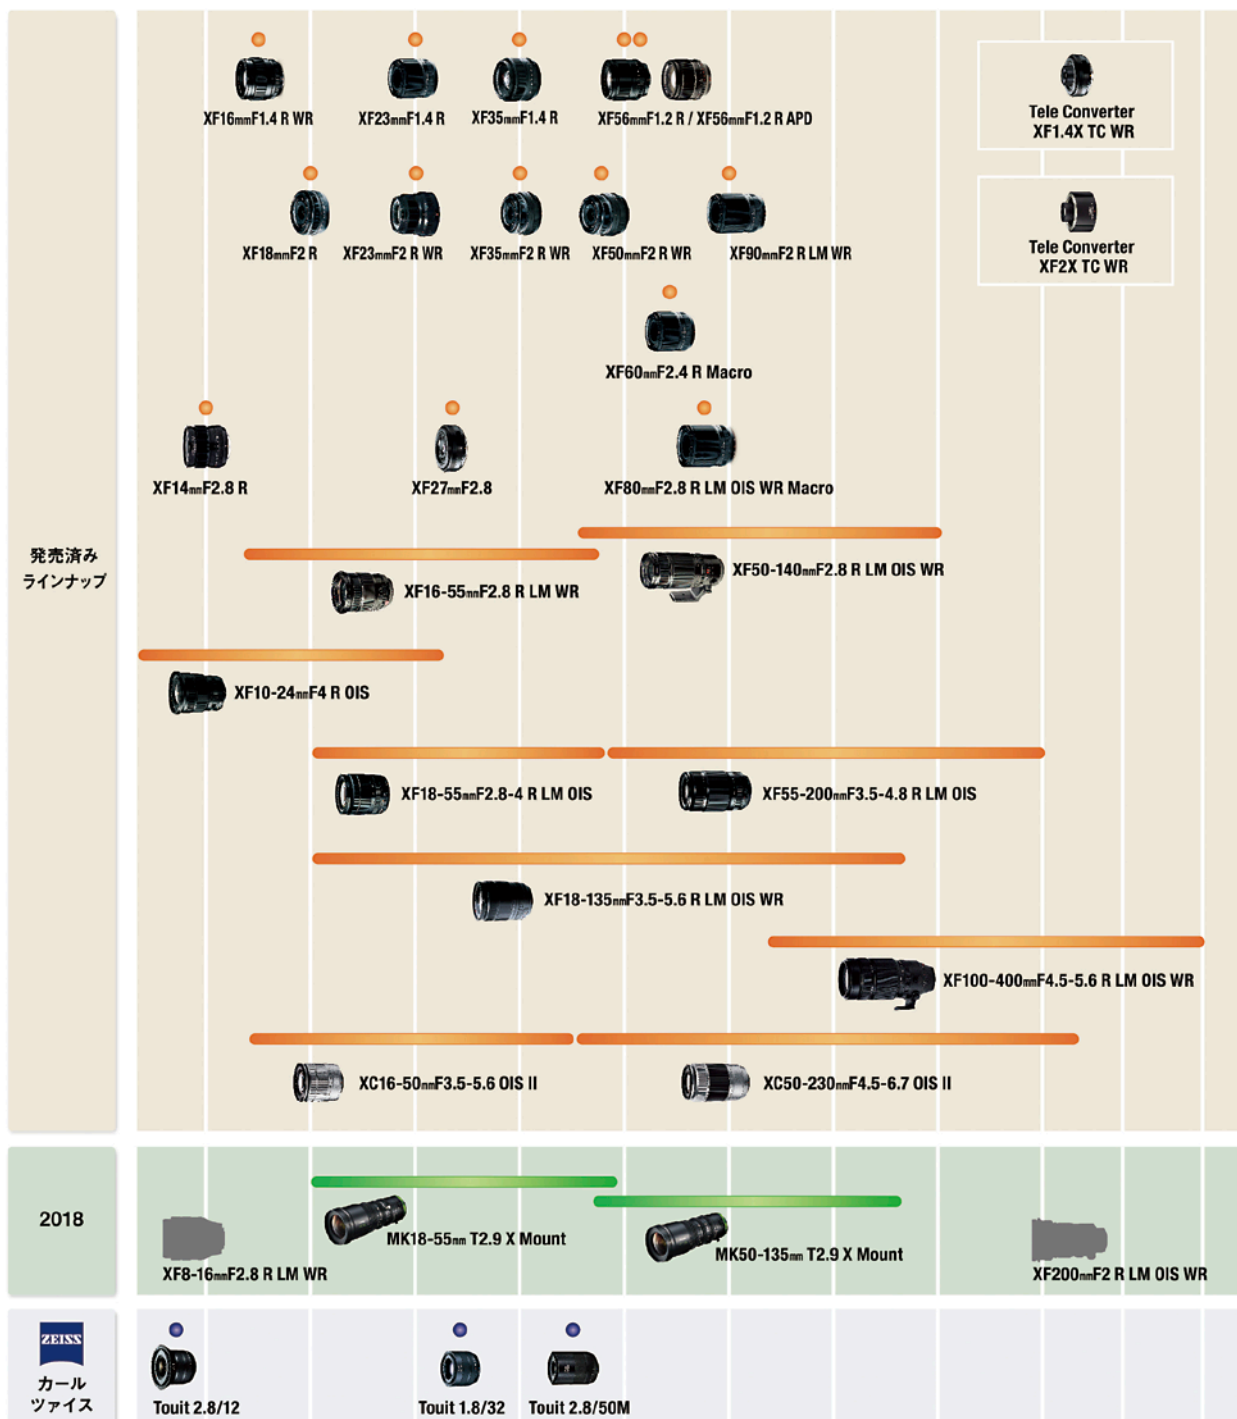 XF16mmF1.4 R WR
XF23mmF1.4 R
XF35mmF1.4 R
XF56mmF1.2 R / XF56mmF1.2 R APD
Tele Converter
XF1.4X TC WR
XF18mmF2 R
XF23mmF2 R WR
XF35mmF2 R WR
XF50mmF2 R WR
XF90mmF2 R LM WR
Tele Converter
XF2X TC WR
XF60mmF2.4 R Macro
XF14mmF2.8 R
XF27mmF2.8
XF80mmF2.8 R LM OIS WR Macro
発売済み
ラインナップ
XF16-55mmF2.8 R LM WR
XF50-140mmF2.8 R LM OIS WR
XF10-24mmF4 R OIS
XF18-55mmF2.8-4 R LM OIS
XF55-200mmF3.5-4.8 R LM OIS
XF18-135mmF3.5-5.6 R LM OIS WR
XF100-400mmF4.5-5.6 R LM OIS WR
XC16-50mmF3.5-5.6 OIS II
XC50-230mmF4.5-6.7 OIS II
2018
MK18-55mm T2.9 X Mount
MK50-135mm T2.9 X Mount
XF8-16mmF2.8 R LM WR
XF200mmF2 R LM OIS WR
ZEISS
カール
ツァイス
Touit 2.8/12
Touit 1.8/32
Touit 2.8/50M